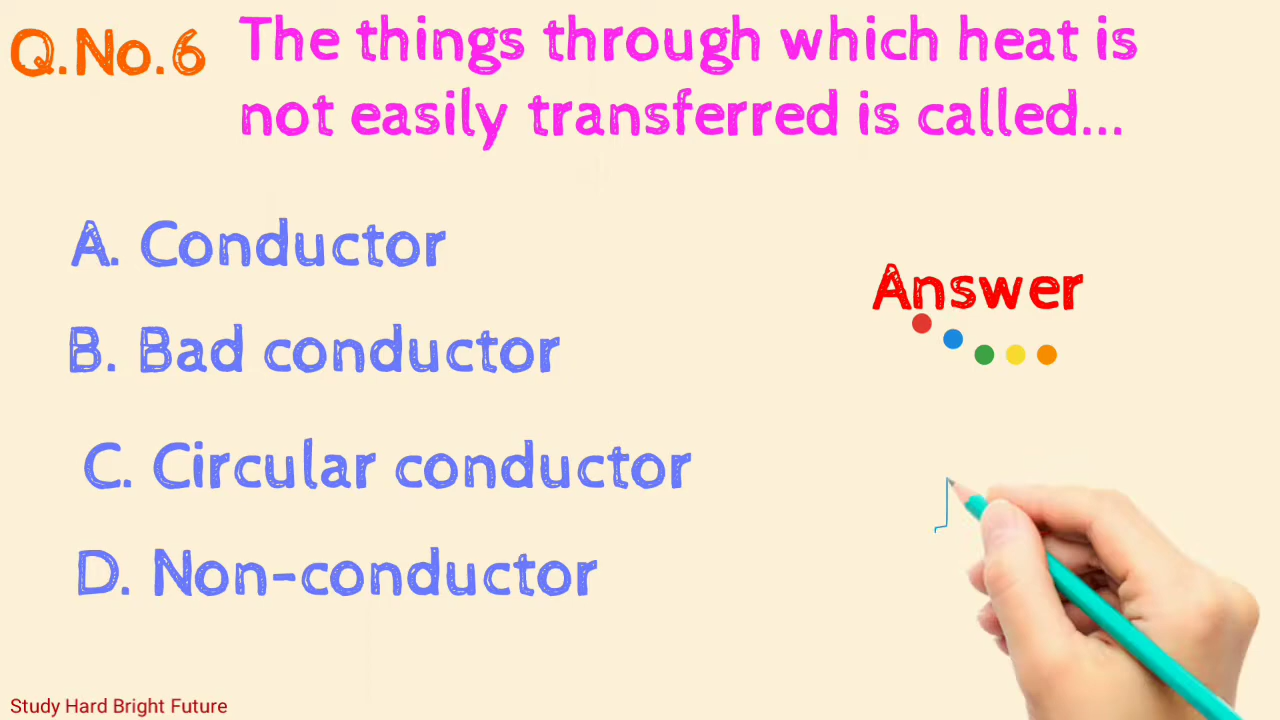 Q.No.6 The things through which heat is
not easily transferred is called...
A. Conductor
Answer
B. Bad conductor
C. Circular conductor
D. Non-conductor
Study Hard Bright Future